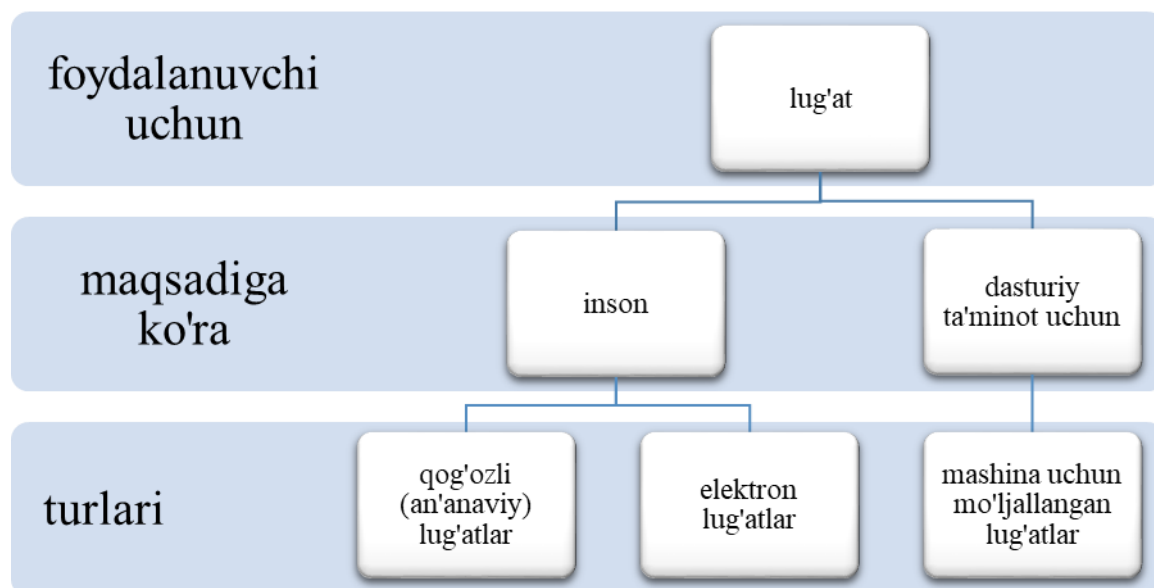 foydalanuvchi
uchun
lug'at
maqsadiga
ko'ra
inson
dasturiy
ta'minot uchun
turlari
qog'ozli
(an'anaviy)
lug'atlar
elektron
lug'atlar
mashina uchun
mo'ljallangan
lug'atlar